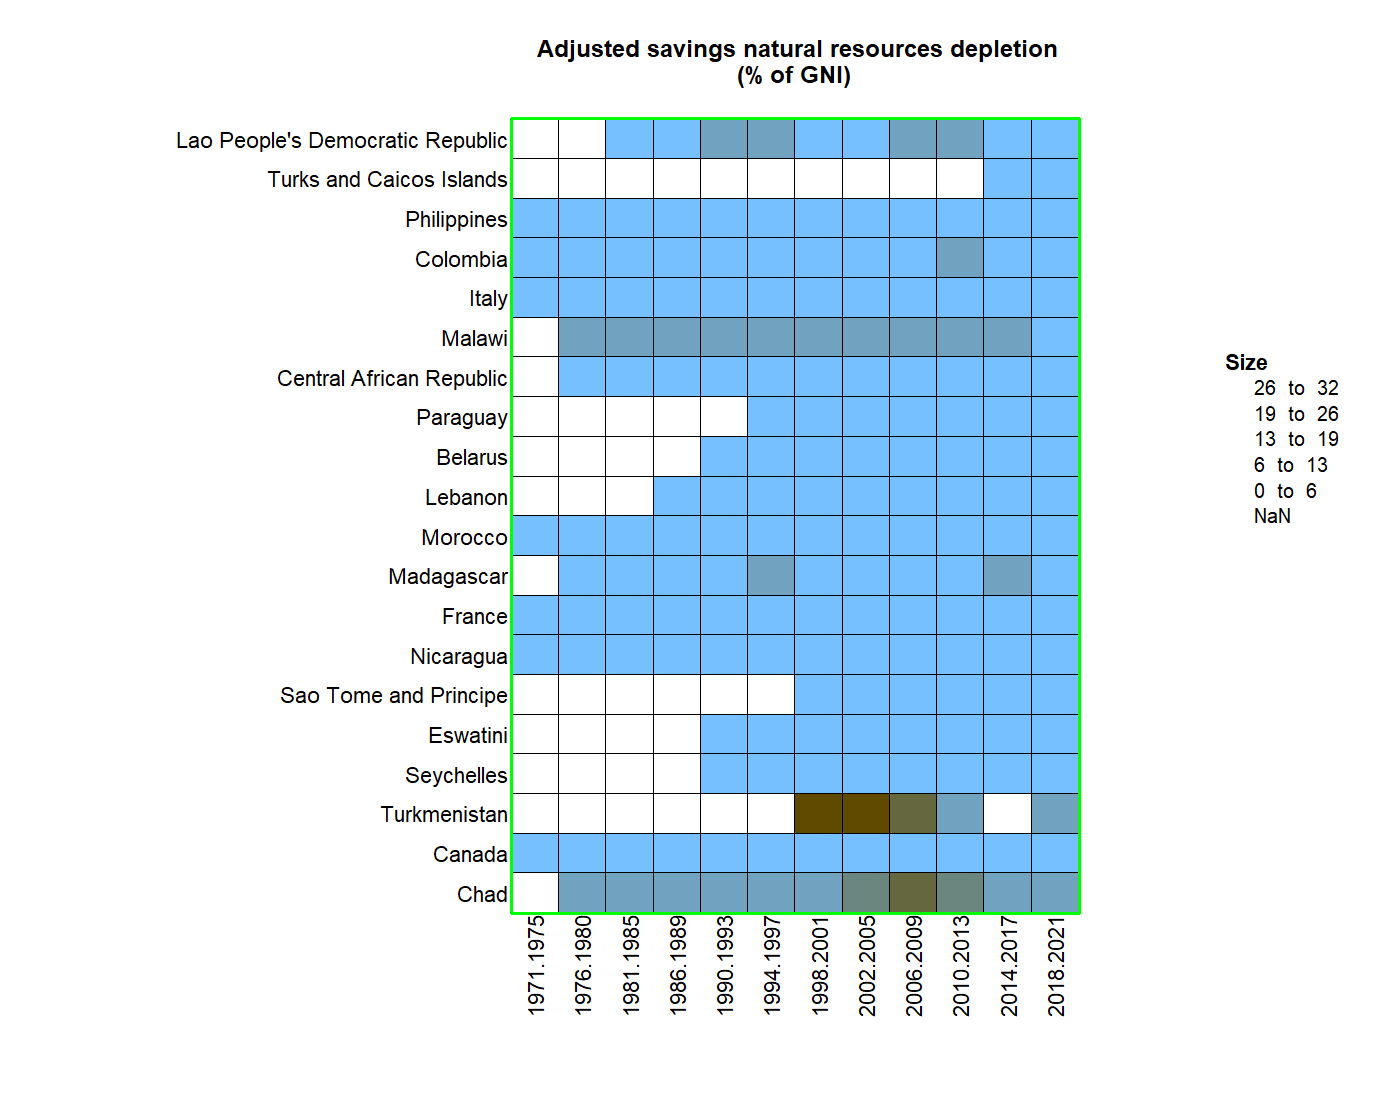 Adjusted savings natural resources depletion
(% of GNI)
Lao People's Democratic Republic
Turks and Caicos Islands
Philippines
Colombia
Italy
Malawi
Central African Republic
Paraguay
Belarus
Lebanon
Morocco
Madagascar
France
Nicaragua
Sao Tome and Principe
Eswatini
Seychelles
Turkmenistan
Canada
Chad
1971.1975
1976.1980
1981.1985
1986.1989
1990.1993
1994.1997
1998.2001
2002.2005
2006.2009
2010.2013
2014.2017
2018.2021
Size
26 to 32
19 to 26
13 to 19
6 to 13
0 to 6
NaN